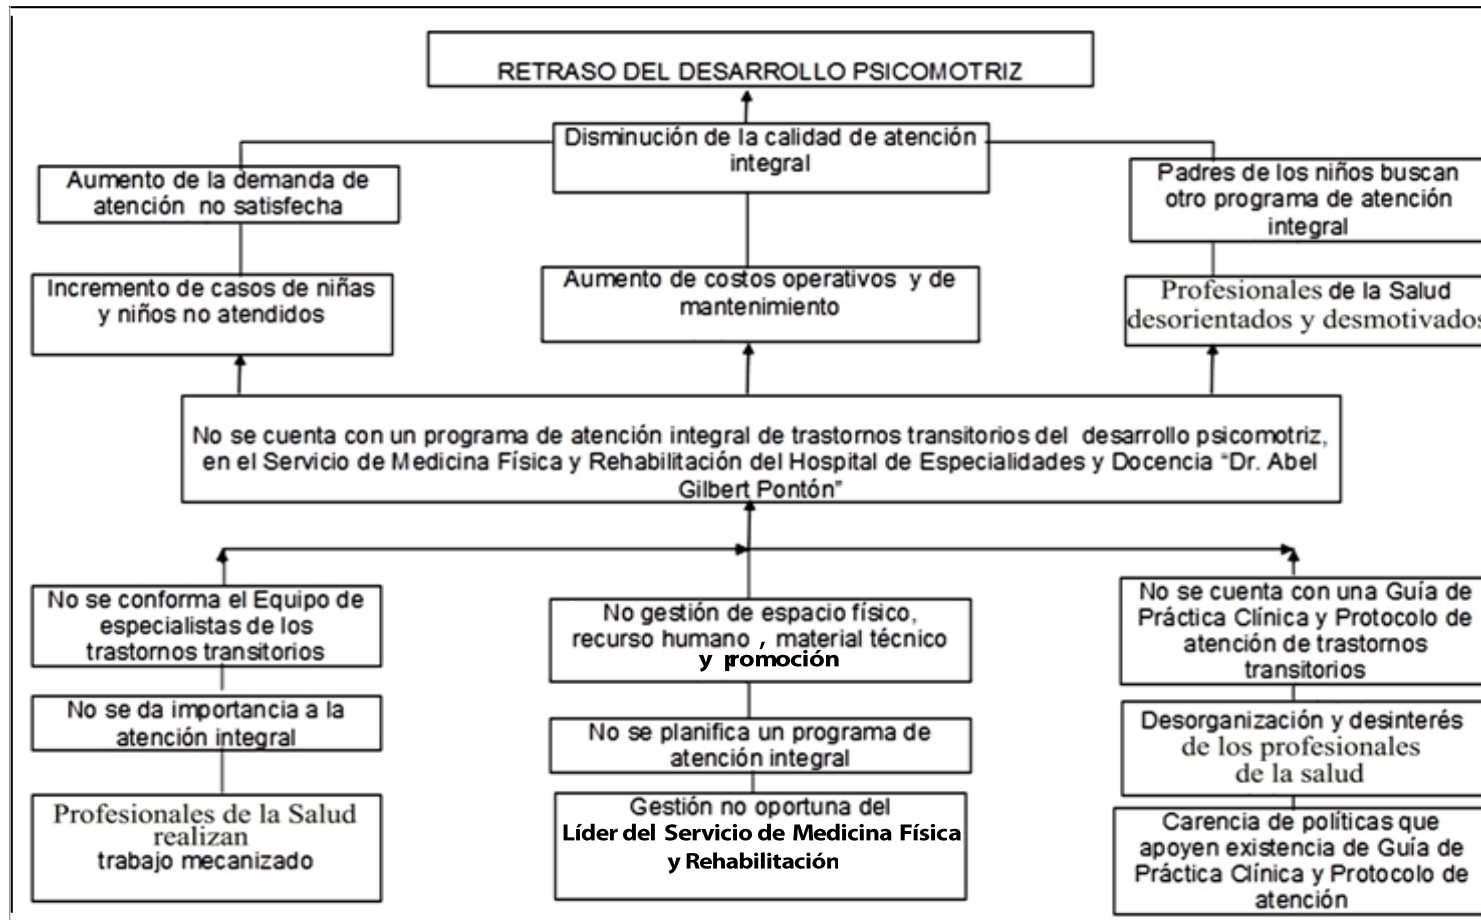 RETRASO DEL DESARROLLO PSICOMOTRIZ
Disminución de la calidad de atención
integral
Aumento de la demanda de
atención no satisfecha
Padres de los niños buscan
otro programa de atención
integral
Incremento de casos de niñas
y niños no atendidos
Aumento de costos operativos y de
mantenimiento
Profesionales de la Salud
desorientados y desmotivados
No se cuenta con un programa de atención integral de trastornos transitorios del desarrollo psicomotriz,
en el Servicio de Medicina Física y Rehabilitación del Hospital de Especialidades y Docencia “Dr. Abel
Gilbert Pontón”
No se conforma el Equipo de
especialistas de los
trastornos transitorios
No gestión de espacio físico,
recurso humano , material técnico
y promoción
No se cuenta con una Guía de
Práctica Clínica y Protocolo de
atención de trastornos
transitorios
No se da importancia a la
atención integral
No se planifica un programa de
atención integral
Desorganización y desinterés
de los profesionales
de la salud
Profesionales de la Salud
realizan
trabajo mecanizado
Gestión no oportuna del
Líder del Servicio de Medicina Física
y Rehabilitación
Carencia de políticas que
apoyen existencia de Guía de
Práctica Clínica y Protocolo de
atención